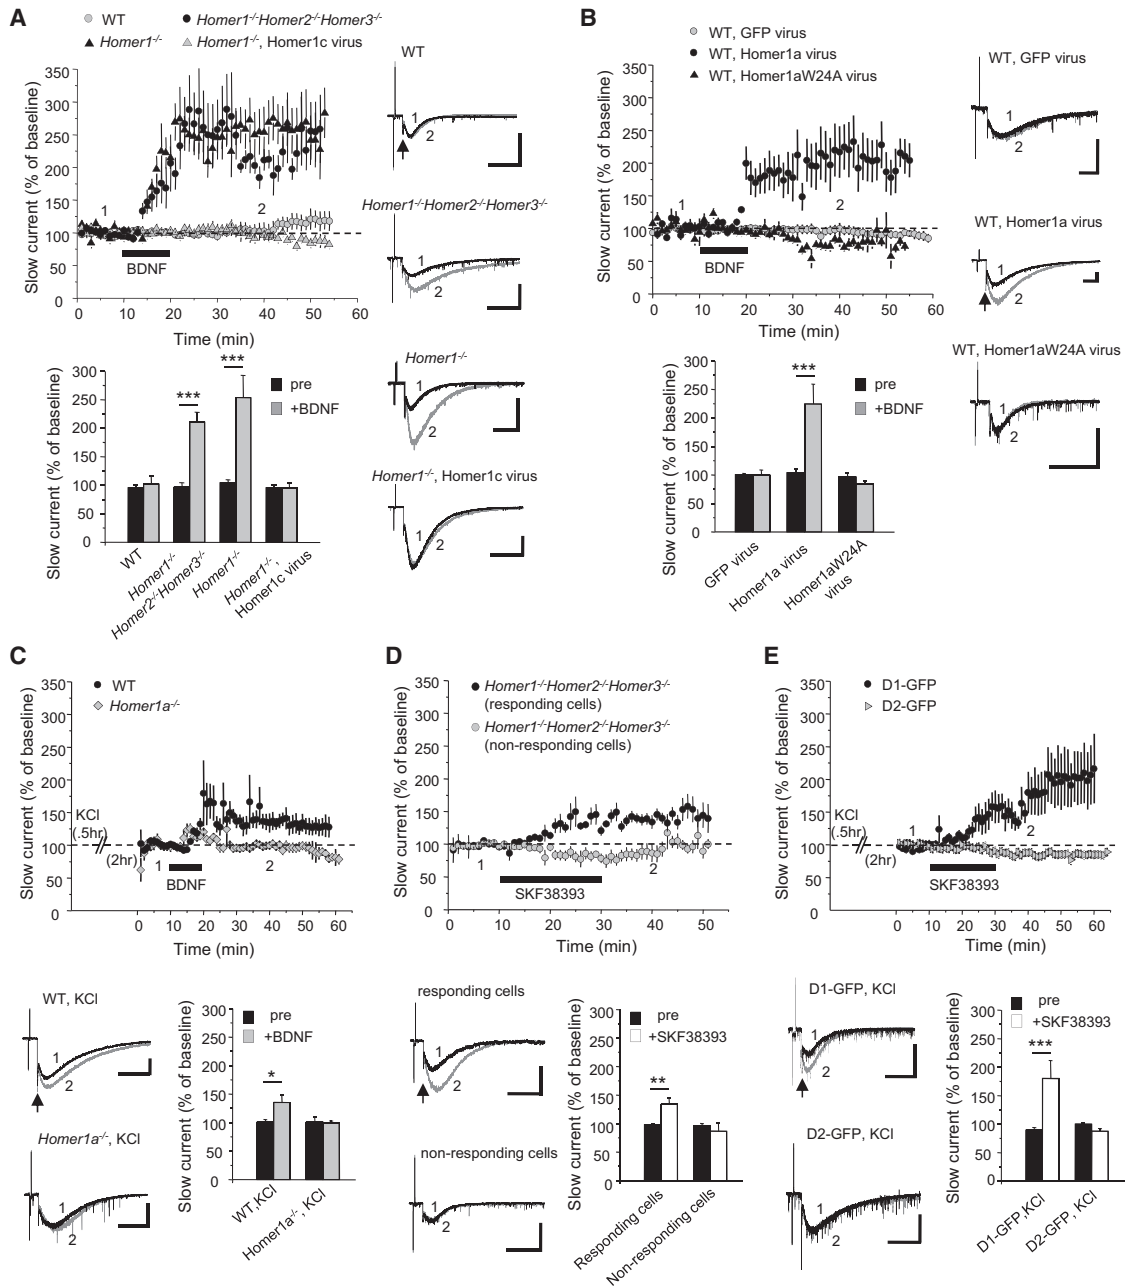 A
WT
Homer1-/-Homer2-/-Homer3-/-
Homer1-/-
Homer1-/-, Homer1c virus
Slow current (% of baseline)
350
300
250
200
150
100
50
0
1
2
BDNF
0 10 20 30 40 50 60
Time (min)
WT
1
2
Homer1-/-Homer2-/-Homer3-/-
1
2
Homer1-/-
1
2
Homer1-/-, Homer1c virus
1
2
Slow current (% of baseline)
300
250
200
150
100
50
0
***
***
pre
+BDNF
WT
Homer1-/-
Homer2-/-Homer3-/-
Homer1-/-
Homer1-/-,
Homer1c virus
B
WT, GFP virus
WT, Homer1a virus
WT, Homer1aW24A virus
Slow current (% of baseline)
350
300
250
200
150
100
50
0
1
2
BDNF
0 10 20 30 40 50 60
Time (min)
WT, GFP virus
1
2
WT, Homer1a virus
1
2
WT, Homer1aW24A virus
1
2
Slow current (% of baseline)
300
250
200
150
100
50
0
***
pre
+BDNF
GFP virus
Homer1a virus
Homer1aW24A
virus
C
WT
Homer1a-/-
Slow current (% of baseline)
350
300
250
200
150
100
50
0
KCl
(.5hr)
(2hr)
1
2
BDNF
0 10 20 30 40 50 60
Time (min)
WT, KCl
1
2
Homer1a-/-, KCl
1
2
Slow current (% of baseline)
300
250
200
150
100
50
0
*
pre
+BDNF
WT,KCl
Homer1a-/-, KCl
D
Homer1-/-Homer2-/-Homer3-/-
(responding cells)
Homer1-/-Homer2-/-Homer3-/-
(non-responding cells)
Slow current (% of baseline)
350
300
250
200
150
100
50
0
1
2
SKF38393
0 10 20 30 40 50
Time (min)
responding cells
1
2
non-responding cells
1
2
Slow current (% of baseline)
300
250
200
150
100
50
0
**
pre
+SKF38393
Responding cells
Non-responding cells
E
D1-GFP
D2-GFP
Slow current (% of baseline)
350
300
250
200
150
100
50
0
KCl
(.5hr)
(2hr)
1
2
SKF38393
0 10 20 30 40 50 60
Time (min)
D1-GFP, KCl
1
2
D2-GFP, KCl
1
2
Slow current (% of baseline)
300
250
200
150
100
50
0
***
pre
+SKF38393
D1-GFP,KCl
D2-GFP, KCl